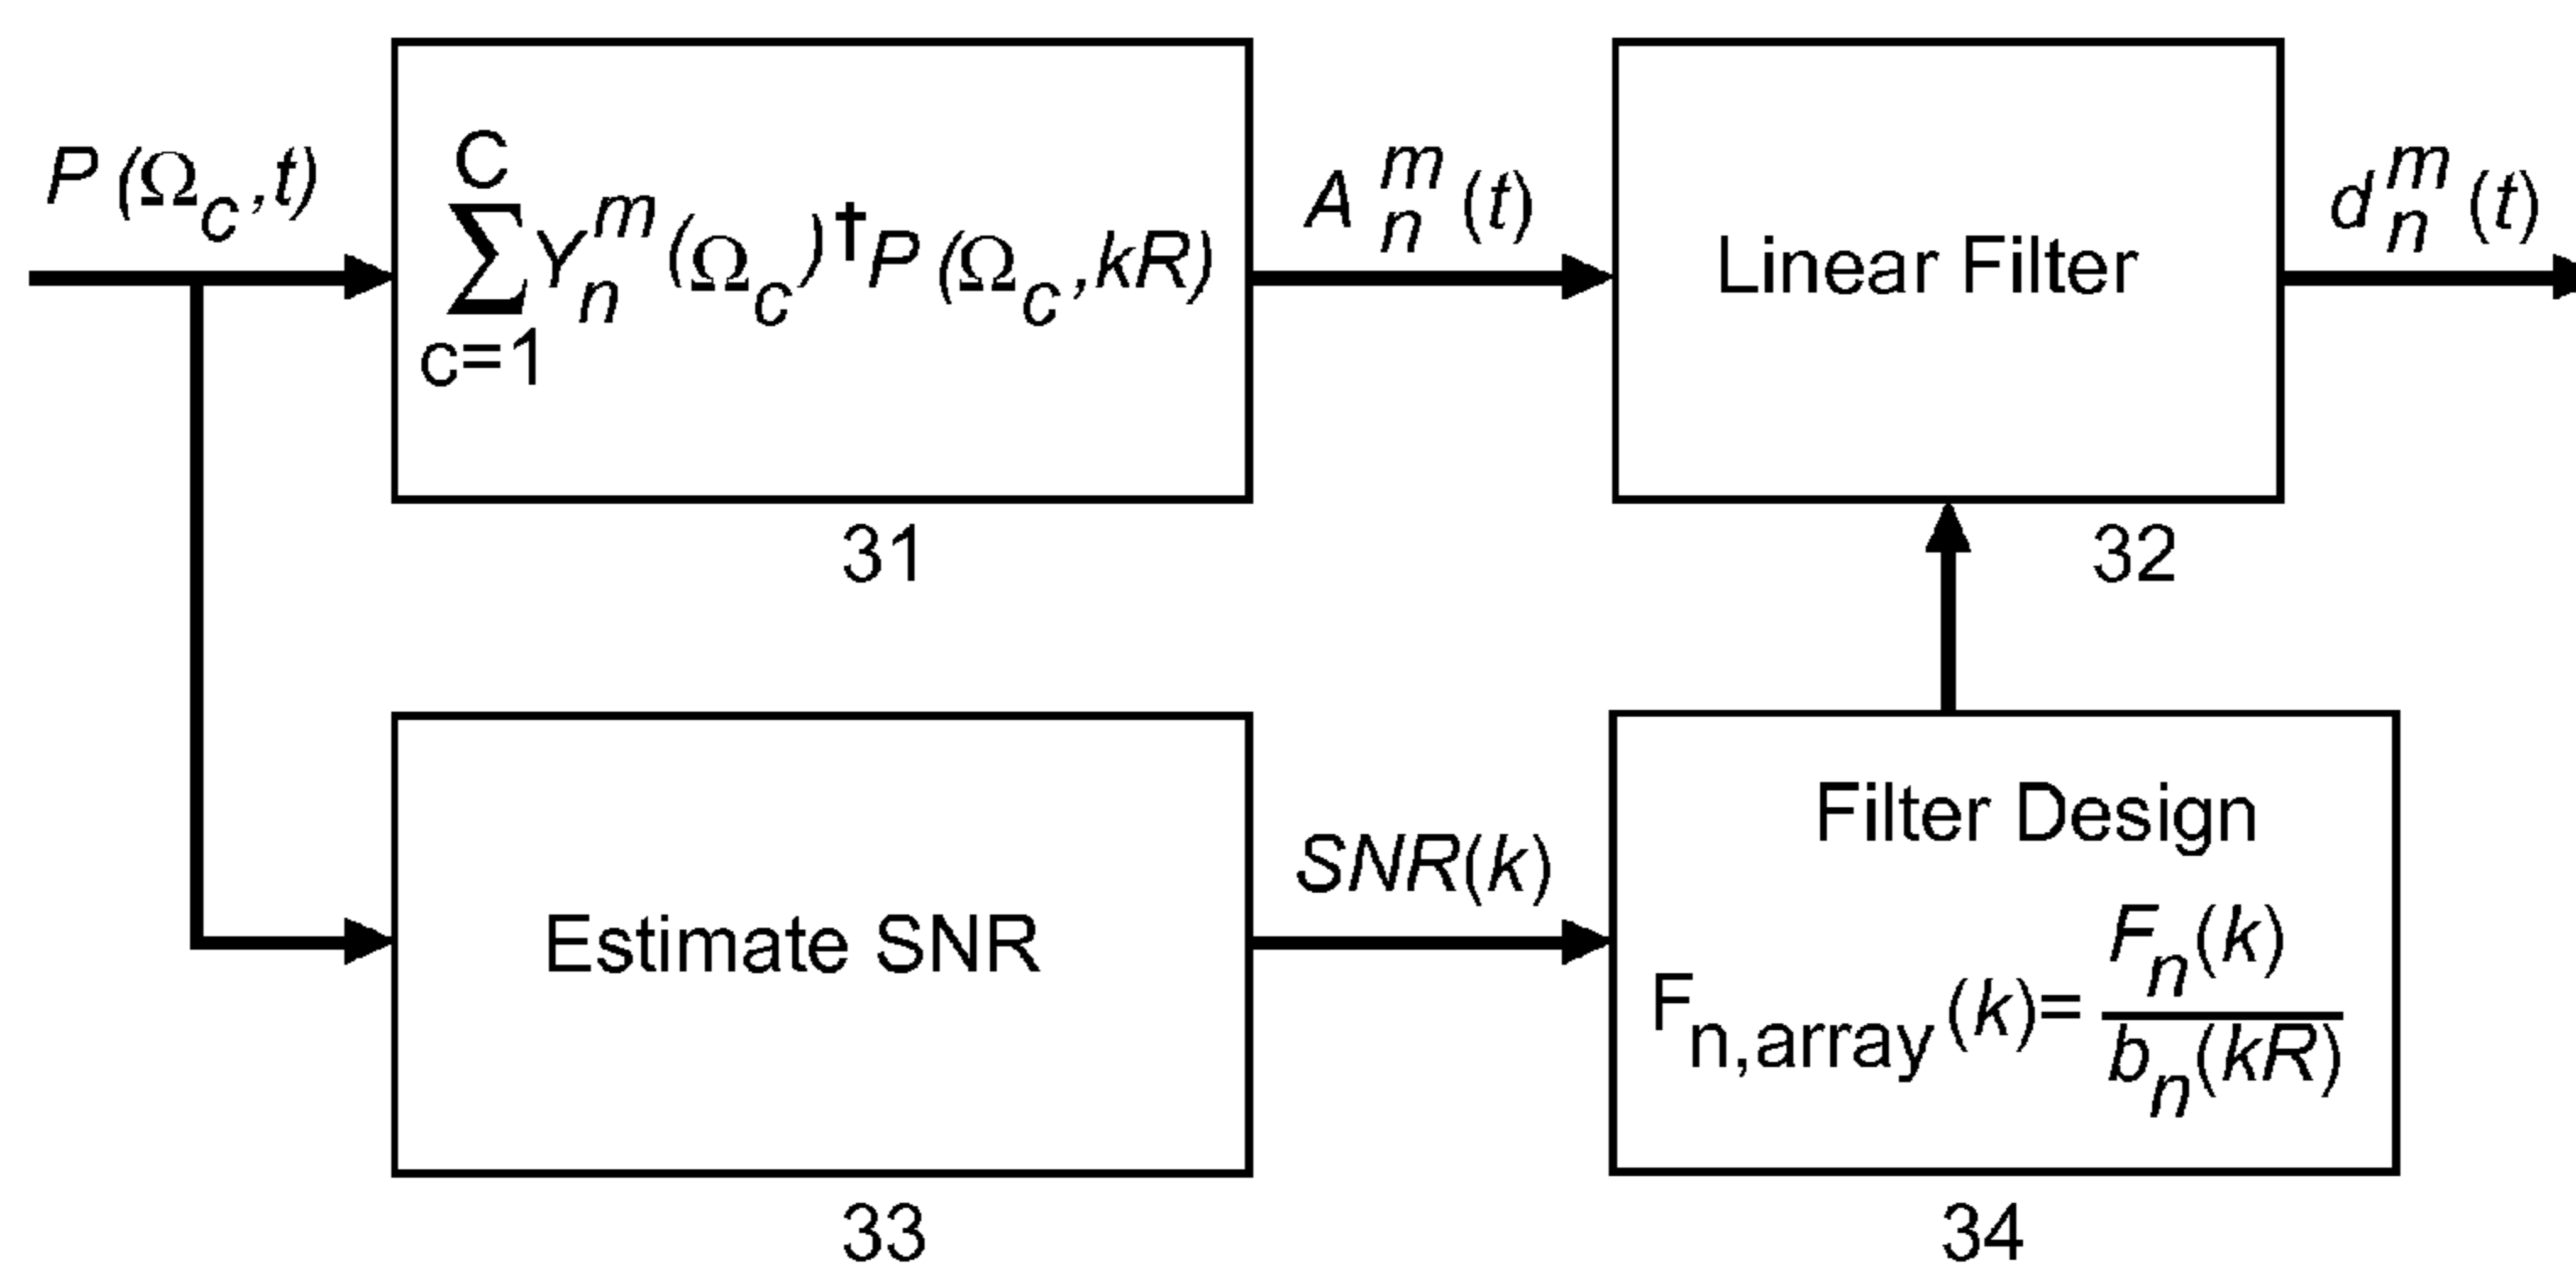 P(Ω_c,t)
C
∑ Y_n^m(Ω_c)^†P(Ω_c,kR)
c=1
A_n^m(t)
Linear Filter
d_n^m(t)
31
32
Estimate SNR
SNR(k)
Filter Design
F_{n,array}(k)= F_n(k) / b_n(kR)
33
34